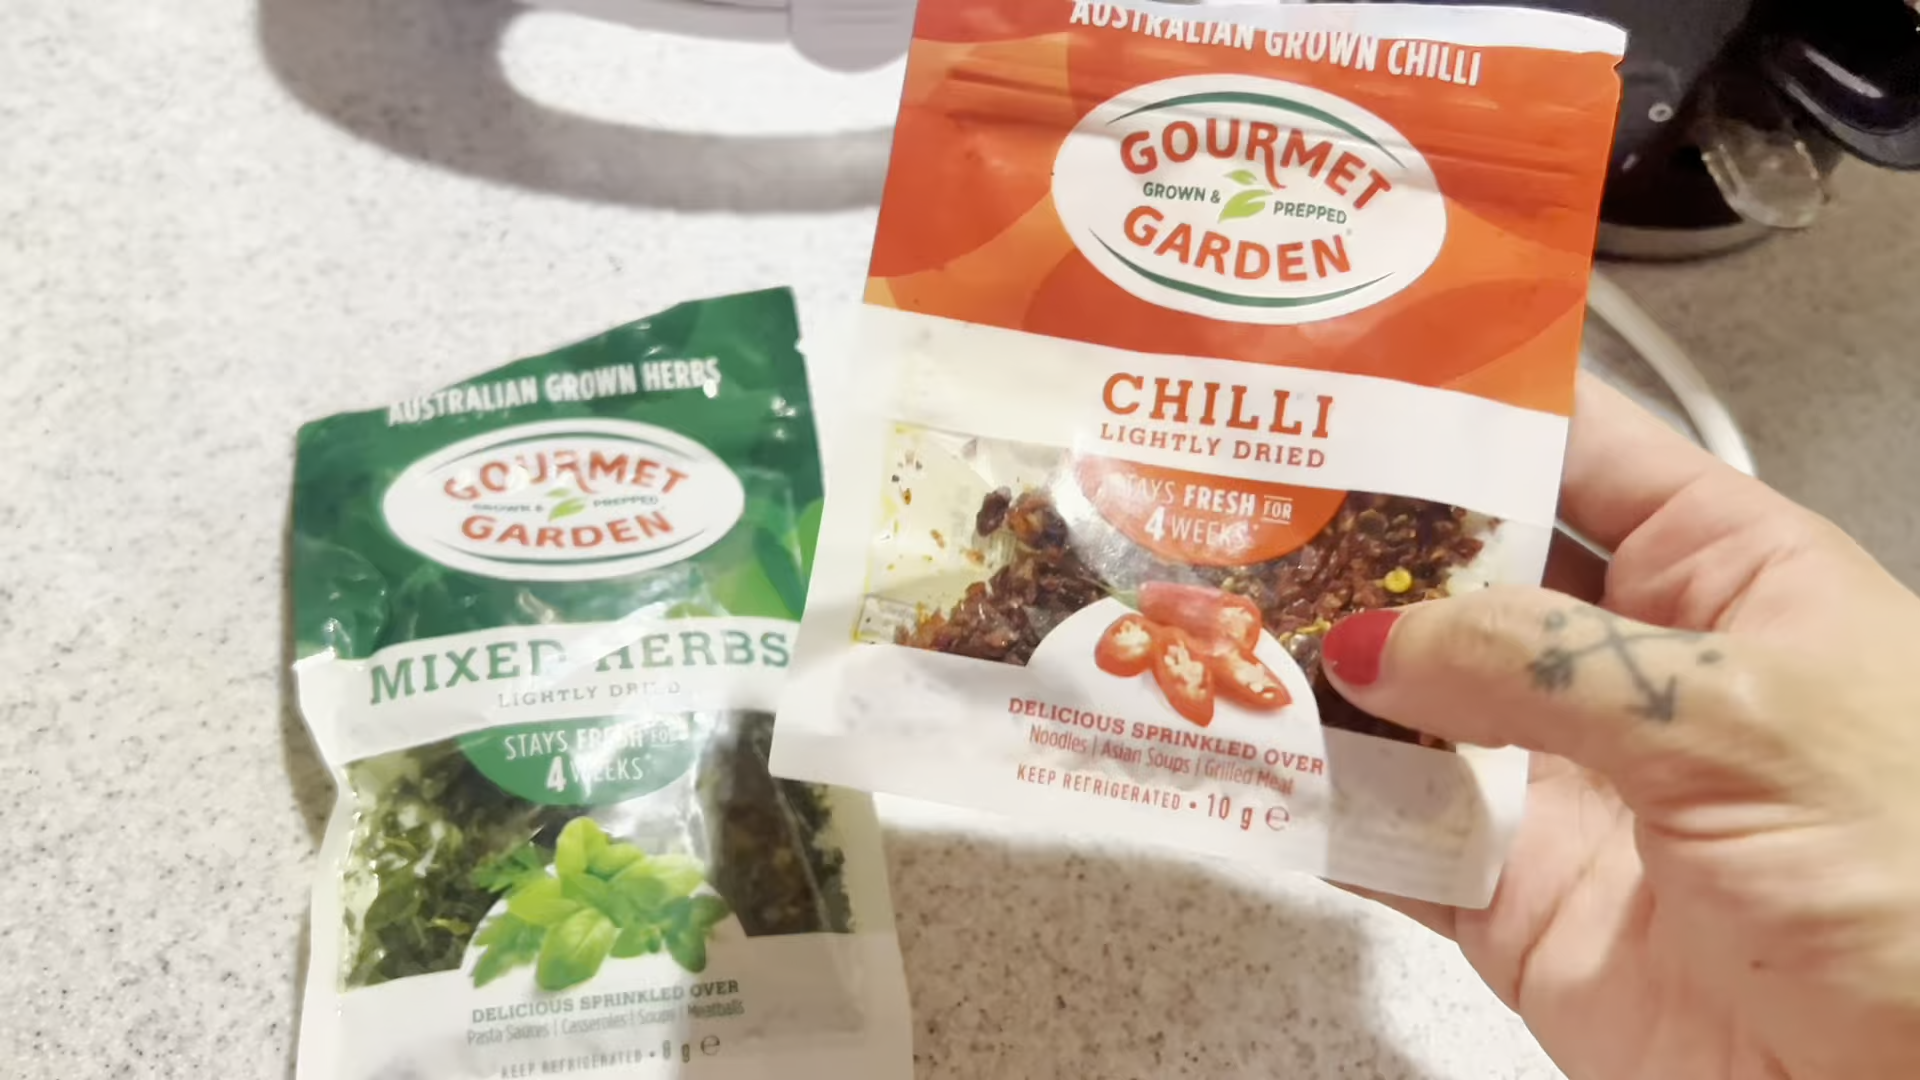 AUSTRALIAN GROWN HERBS
GOURMET
GROWN & PREPPED
GARDEN
MIXED HERBS
LIGHTLY DRIED
STAYS FRESH FOR
4 WEEKS*
DELICIOUS SPRINKLED OVER
Pasta Sauces | Casseroles | Soups | Meatballs
KEEP REFRIGERATED • 8 g ℮
AUSTRALIAN GROWN CHILLI
GOURMET
GROWN & PREPPED
GARDEN
CHILLI
LIGHTLY DRIED
STAYS FRESH FOR
4 WEEKS*
DELICIOUS SPRINKLED OVER
Noodles | Asian Soups | Grilled Meat
KEEP REFRIGERATED • 10 g ℮